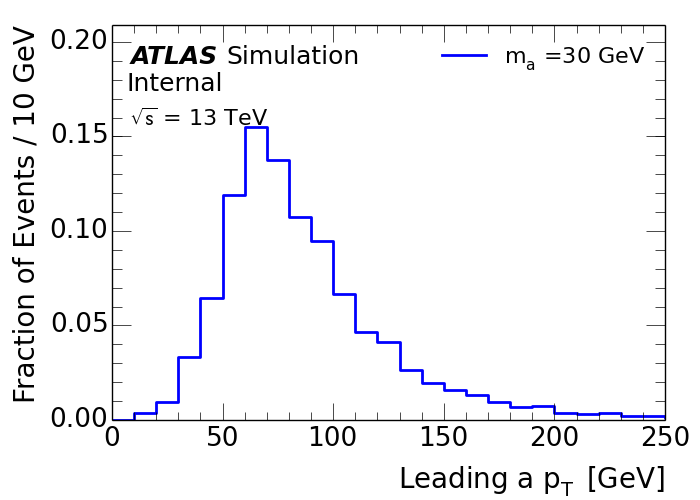 0.20
ATLAS Simulation
Internal
√s = 13 TeV
mₐ =30 GeV
0.15
0.10
0.05
0.00
Fraction of Events / 10 GeV
0 50 100 150 200 250
Leading a p_T [GeV]